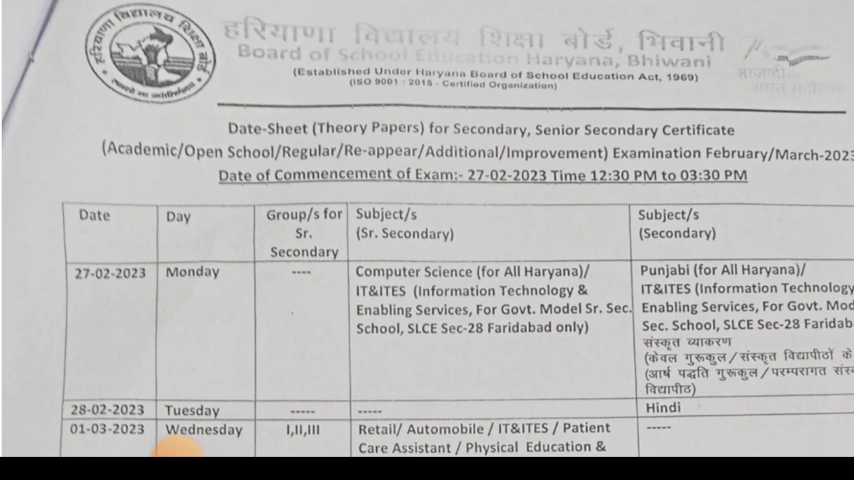 हरियाणा विद्यालय शिक्षा बोर्ड
हरियाणा विद्यालय शिक्षा बोर्ड, भिवानी
Board of School Education Haryana, Bhiwani
(Established Under Haryana Board of School Education Act, 1969)
(ISO 9001 : 2015 - Certified Organization)
Date-Sheet (Theory Papers) for Secondary, Senior Secondary Certificate
(Academic/Open School/Regular/Re-appear/Additional/Improvement) Examination February/March-2023
Date of Commencement of Exam:- 27-02-2023 Time 12:30 PM to 03:30 PM
Date Day Group/s for Subject/s Subject/s
Sr. (Sr. Secondary) (Secondary)
Secondary
27-02-2023 Monday ---- Computer Science (for All Haryana)/ Punjabi (for All Haryana)/
IT&ITES (Information Technology & IT&ITES (Information Technology
Enabling Services, For Govt. Model Sr. Sec. Enabling Services, For Govt. Mod
School, SLCE Sec-28 Faridabad only) Sec. School, SLCE Sec-28 Faridab
संस्कृत व्याकरण
(केवल गुरूकुल/संस्कृत विद्यापीठों के
(आर्ष पद्धति गुरूकुल/परम्परागत संस्
विद्यापीठ)
28-02-2023 Tuesday ----- ----- Hindi
01-03-2023 Wednesday I,II,III Retail/ Automobile / IT&ITES / Patient -----
Care Assistant / Physical Education &